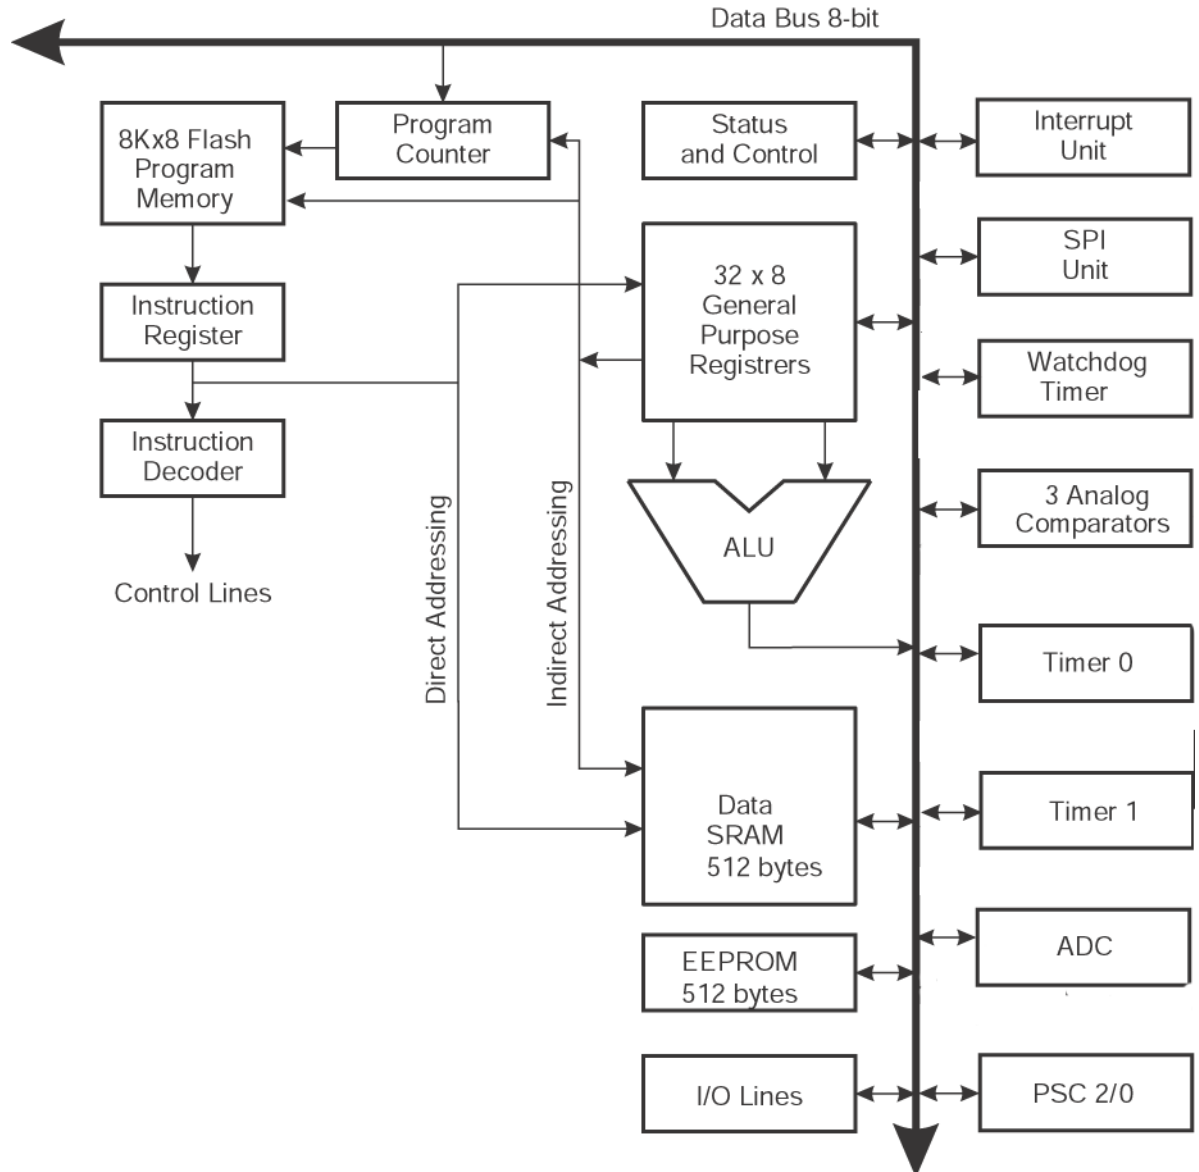 Data Bus 8-bit
8Kx8 Flash
Program
Memory
Program
Counter
Status
and Control
Interrupt
Unit
SPI
Unit
32 x 8
General
Purpose
Registrers
Instruction
Register
Watchdog
Timer
Instruction
Decoder
3 Analog
Comparators
ALU
Control Lines
Direct Addressing
Indirect Addressing
Timer 0
Data
SRAM
512 bytes
Timer 1
ADC
EEPROM
512 bytes
I/O Lines
PSC 2/0